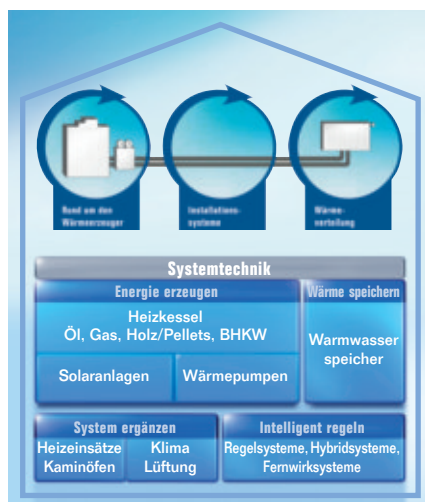 Rund um den
Wärmeerzeuger
Installations-
systeme
Wärme-
verteilung
Systemtechnik
Energie erzeugen
Heizkessel
Öl, Gas, Holz/Pellets, BHKW
Solaranlagen
Wärmepumpen
Wärme speichern
Warmwasser
speicher
System ergänzen
Heizeinsätze
Kaminöfen
Klima
Lüftung
Intelligent regeln
Regelsysteme, Hybridsysteme,
Fernwirksysteme